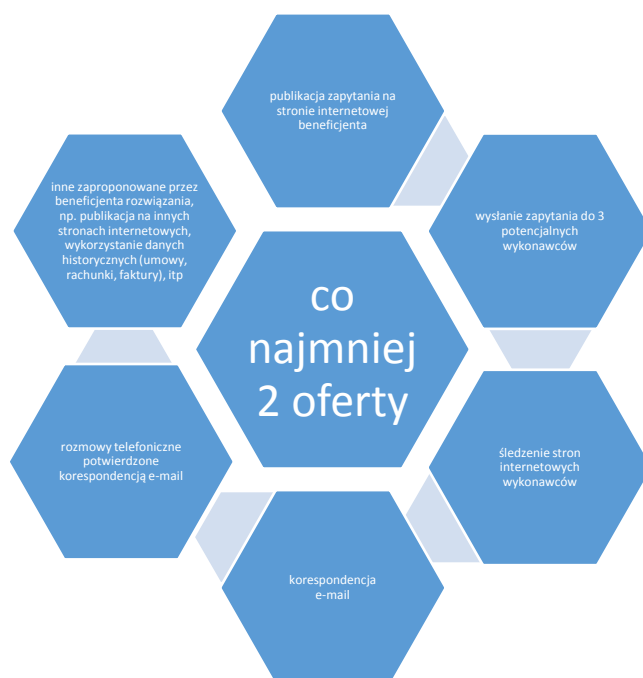 publikacja zapytania na
stronie internetowej
beneficjenta
wysłanie zapytania do 3
potencjalnych
wykonawców
śledzenie stron
internetowych
wykonawców
korespondencja
e-mail
rozmowy telefoniczne
potwierdzone
korespondencją e-mail
inne zaproponowane przez
beneficjenta rozwiązania,
np. publikacja na innych
stronach internetowych,
wykorzystanie danych
historycznych (umowy,
rachunki, faktury), itp
co
najmniej
2 oferty